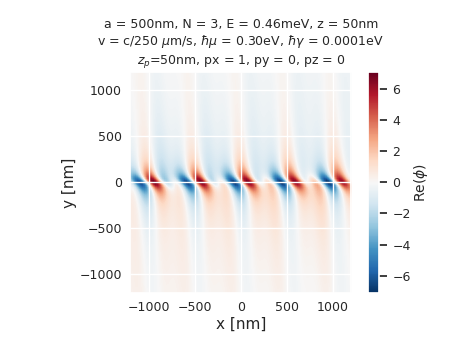 a = 500nm, N = 3, E = 0.46meV, z = 50nm
v = c/250 μm/s, ħμ = 0.30eV, ħγ = 0.0001eV
zₚ=50nm, px = 1, py = 0, pz = 0
1000
500
0
−500
−1000
y [nm]
−1000 −500 0 500 1000
x [nm]
6
4
2
0
−2
−4
−6
Re(ϕ)